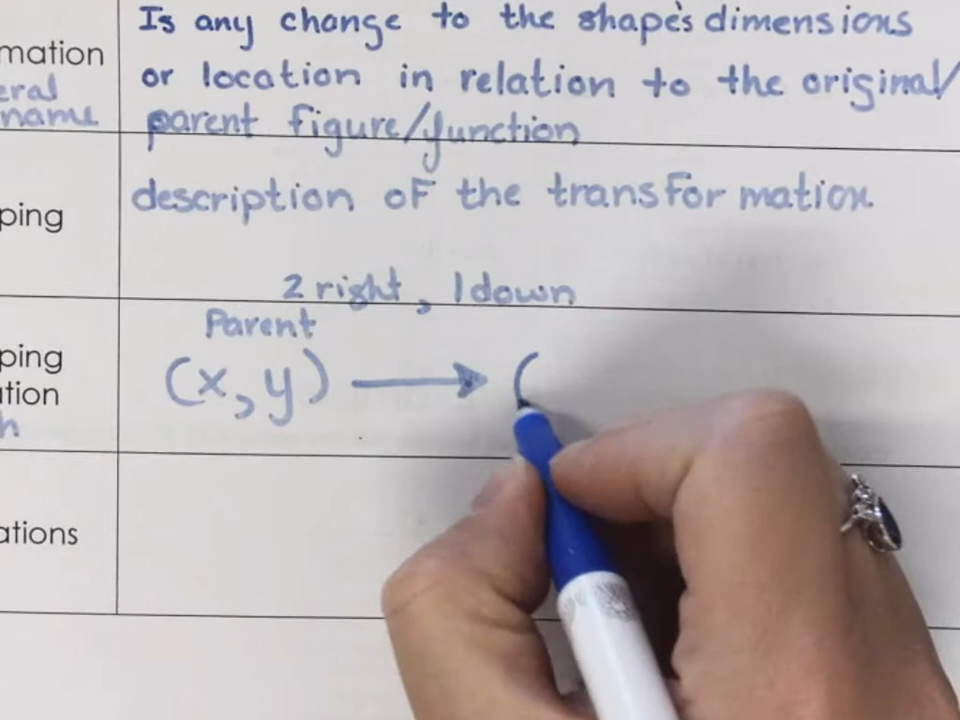 mation
eral
name
Is any change to the shape's dimensions
or location in relation to the original/
parent figure/function
ping
description of the transformation
2 right, 1 down
ping
ation
h
Parent
(x, y) → (
ations